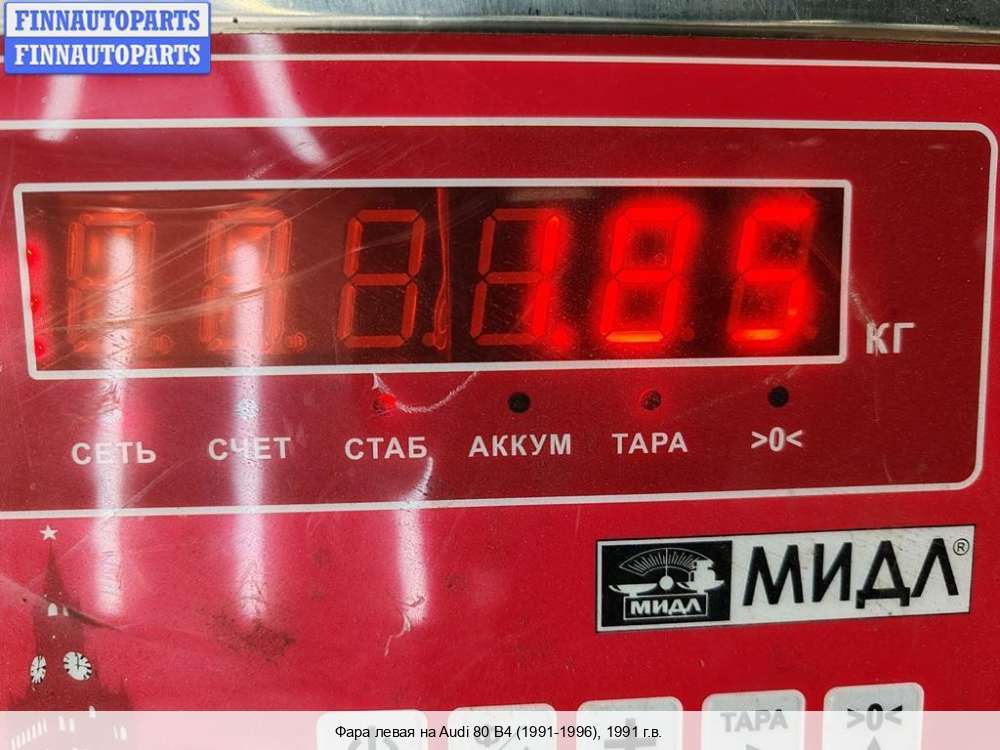 FINNAUTOPARTS
FINNAUTOPARTS
1.85
КГ
СЕТЬ СЧЕТ СТАБ АККУМ ТАРА >0<
МИДЛ МИДЛ®
ТАРА >0<
Фара левая на Audi 80 B4 (1991-1996), 1991 г.в.